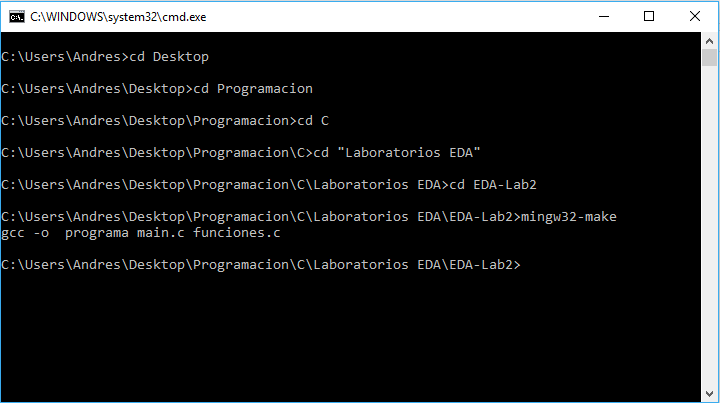 C:\WINDOWS\system32\cmd.exe
C:\Users\Andres>cd Desktop
C:\Users\Andres\Desktop>cd Programacion
C:\Users\Andres\Desktop\Programacion>cd C
C:\Users\Andres\Desktop\Programacion\C>cd "Laboratorios EDA"
C:\Users\Andres\Desktop\Programacion\C\Laboratorios EDA>cd EDA-Lab2
C:\Users\Andres\Desktop\Programacion\C\Laboratorios EDA\EDA-Lab2>mingw32-make
gcc -o  programa main.c funciones.c
C:\Users\Andres\Desktop\Programacion\C\Laboratorios EDA\EDA-Lab2>